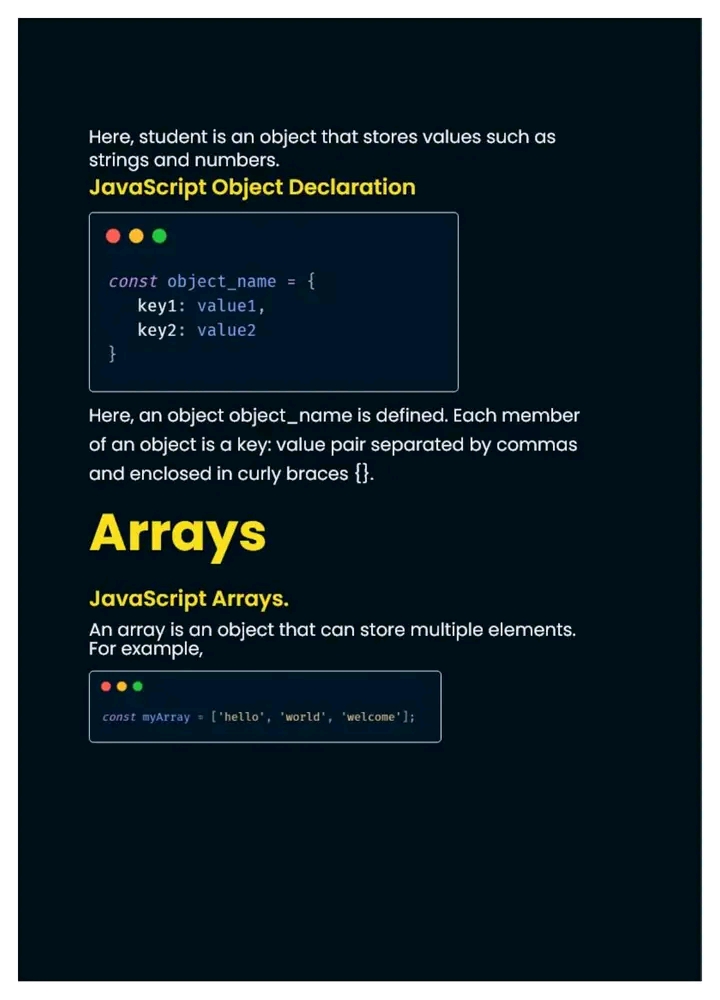 Here, student is an object that stores values such as
strings and numbers.
JavaScript Object Declaration
const object_name = {
key1: value1,
key2: value2
}
Here, an object object_name is defined. Each member
of an object is a key: value pair separated by commas
and enclosed in curly braces {}.
Arrays
JavaScript Arrays.
An array is an object that can store multiple elements.
For example,
const myArray = ['hello', 'world', 'welcome'];